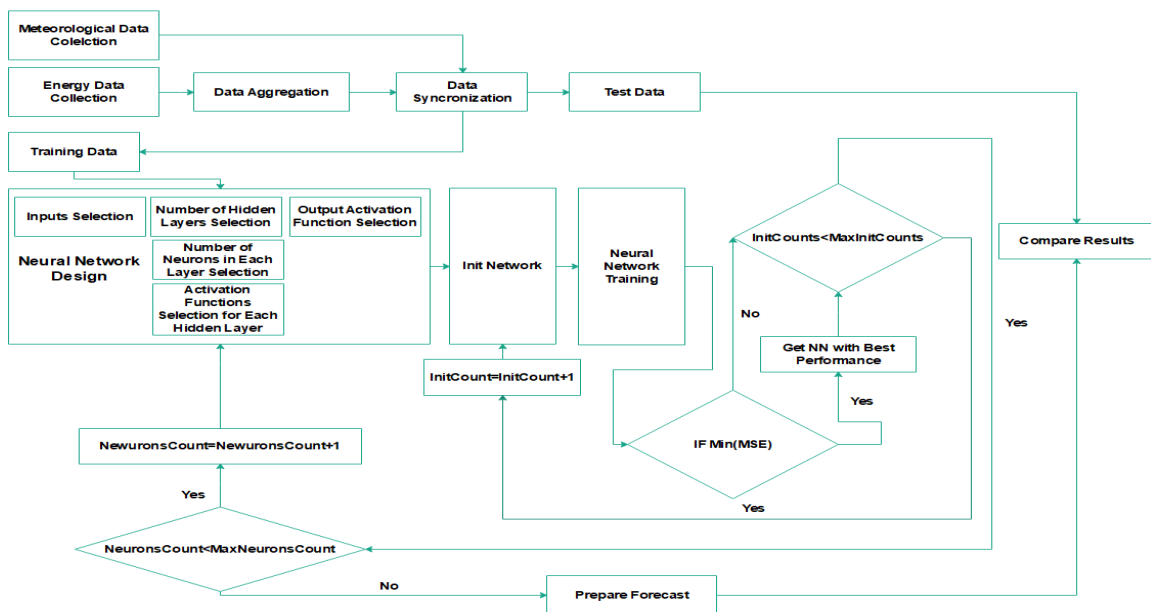 Meteorological Data
Colelction
Energy Data
Collection
Data Aggregation
Data
Syncronization
Test Data
Training Data
Inputs Selection
Number of Hidden
Layers Selection
Output Activation
Function Selection
Neural Network
Design
Number of
Neurons in Each
Layer Selection
Activation
Functions
Selection for Each
Hidden Layer
Init Network
Neural
Network
Training
InitCounts<MaxInitCounts
Compare Results
No
Yes
Get NN with Best
Performance
InitCount=InitCount+1
Yes
IF Min(MSE)
NewuronsCount=NewuronsCount+1
Yes
Yes
NeuronsCount<MaxNeuronsCount
No
Prepare Forecast